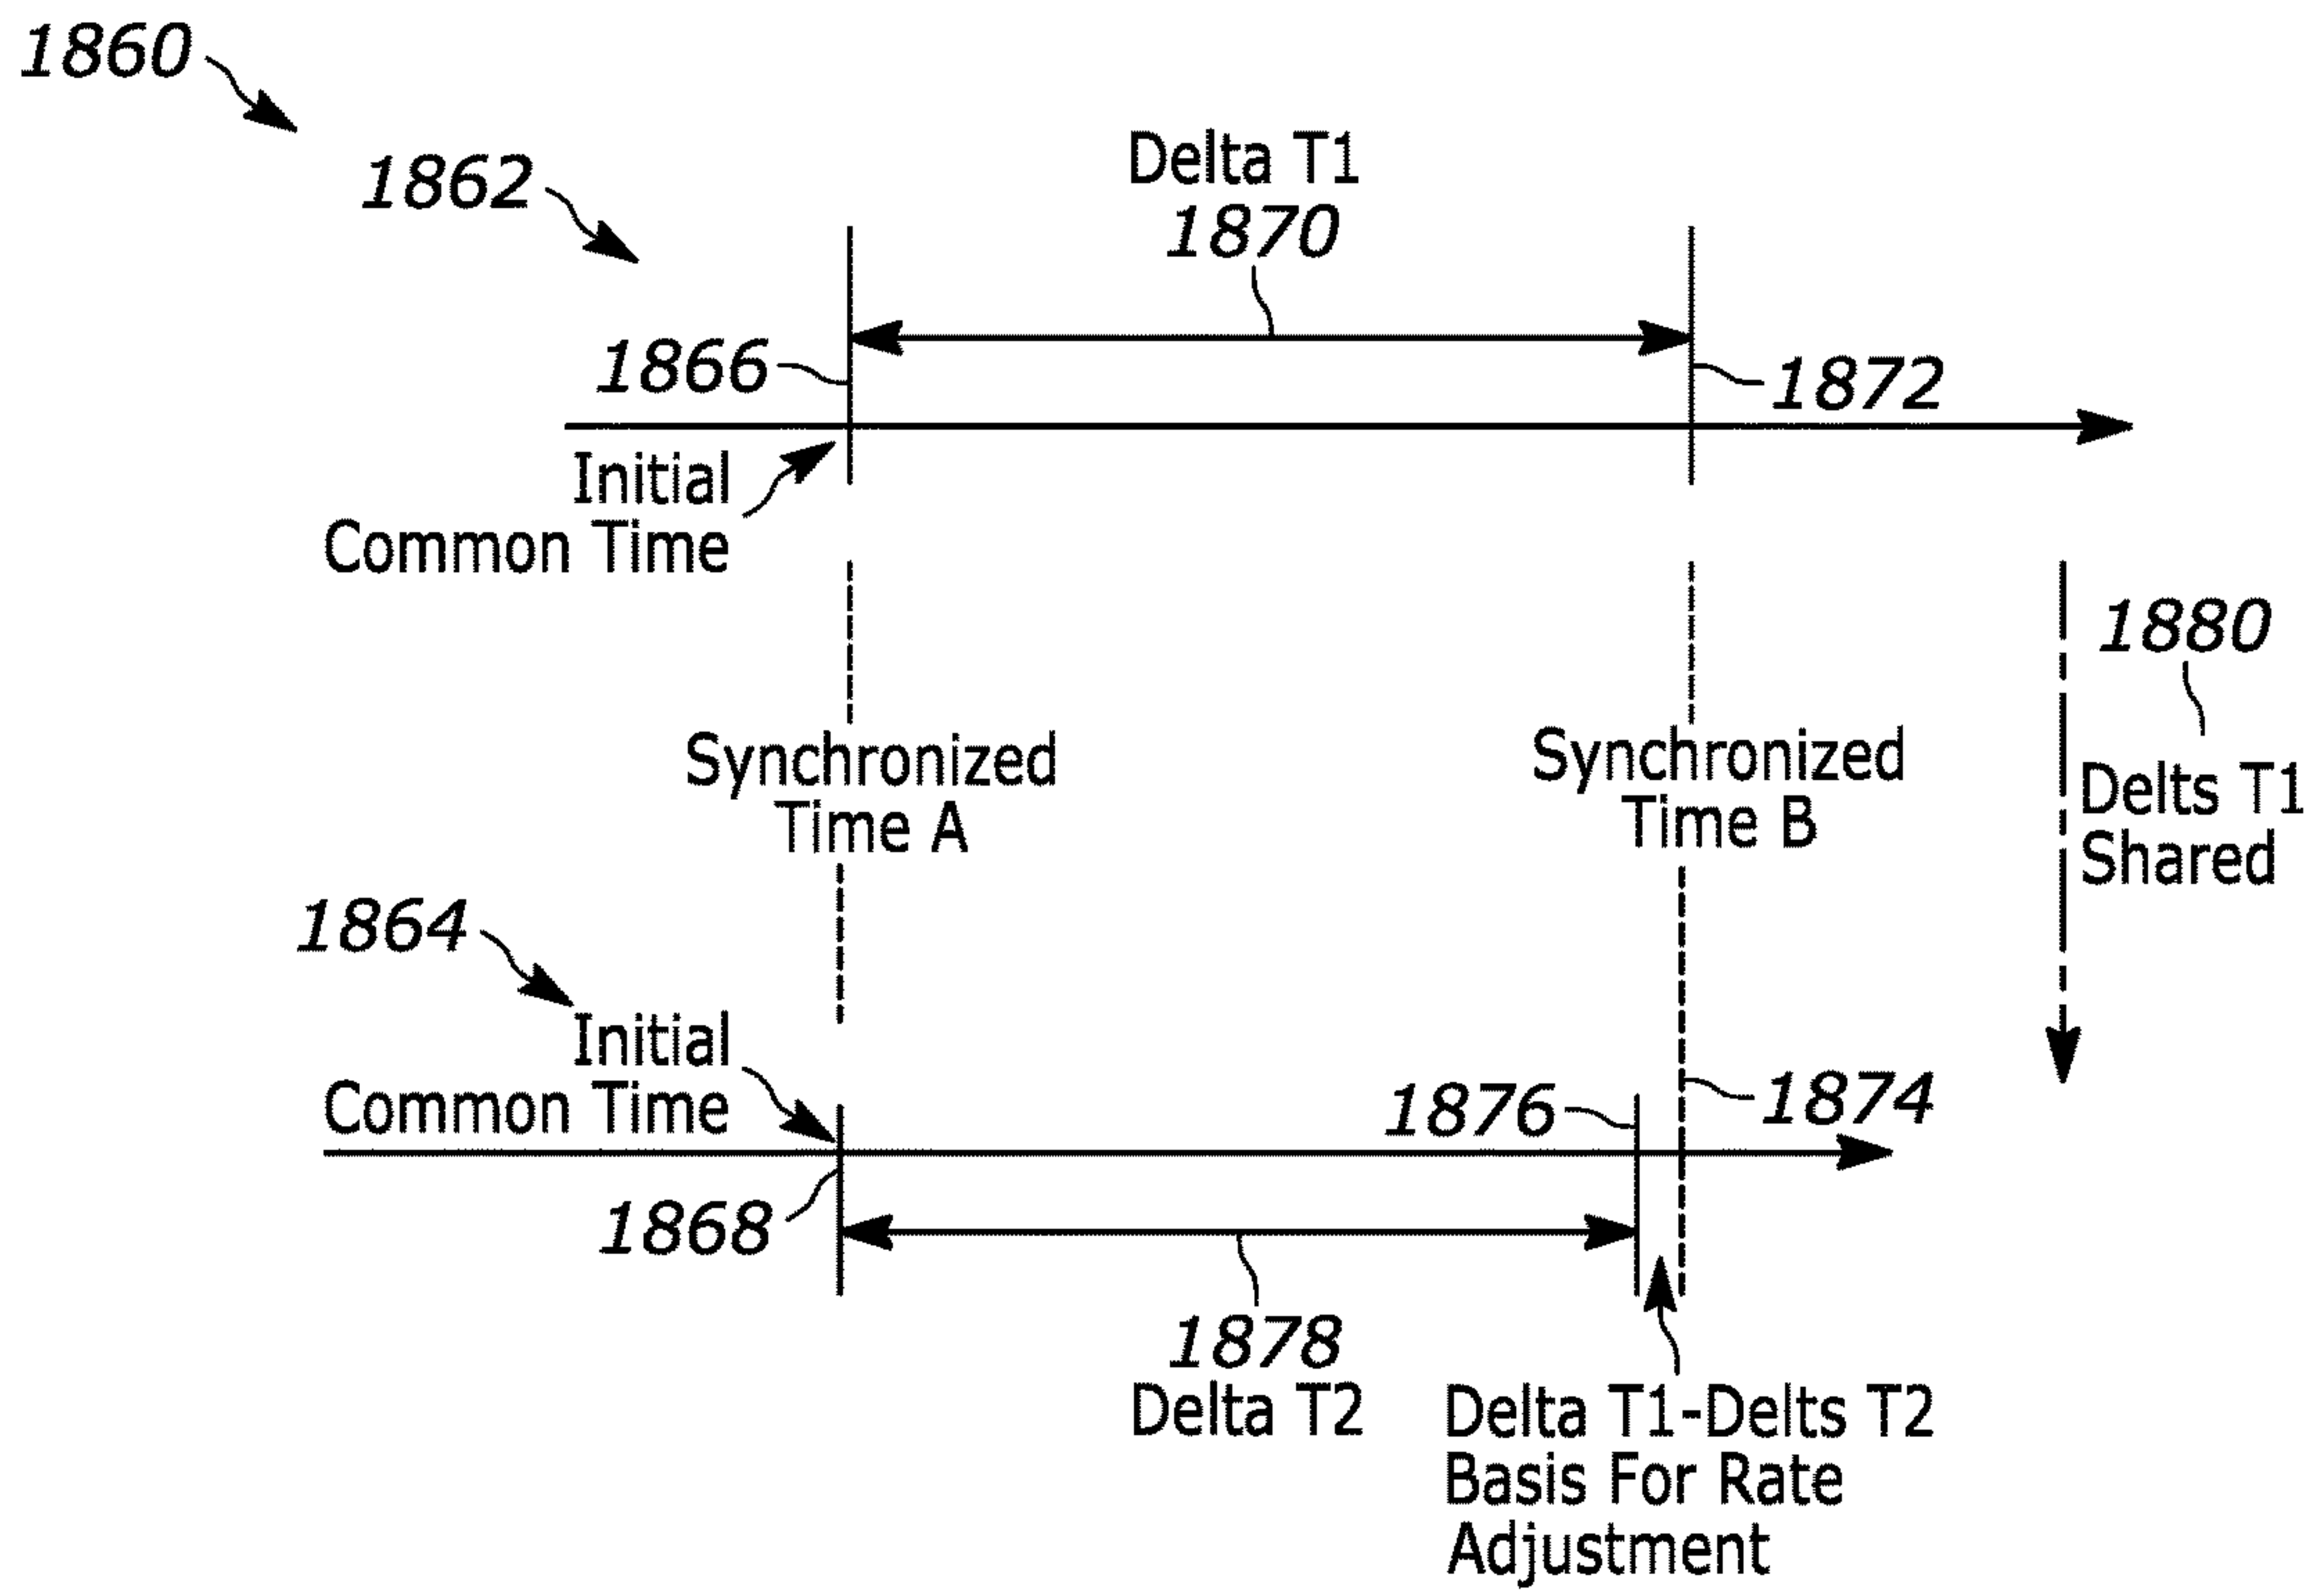 1860
1862
Delta T1
1870
1866
1872
Initial
Common Time
1880
Synchronized
Time A
Synchronized
Time B
Delts T1
Shared
1864
Initial
Common Time
1876
1874
1868
1878
Delta T2
Delta T1-Delts T2
Basis For Rate
Adjustment